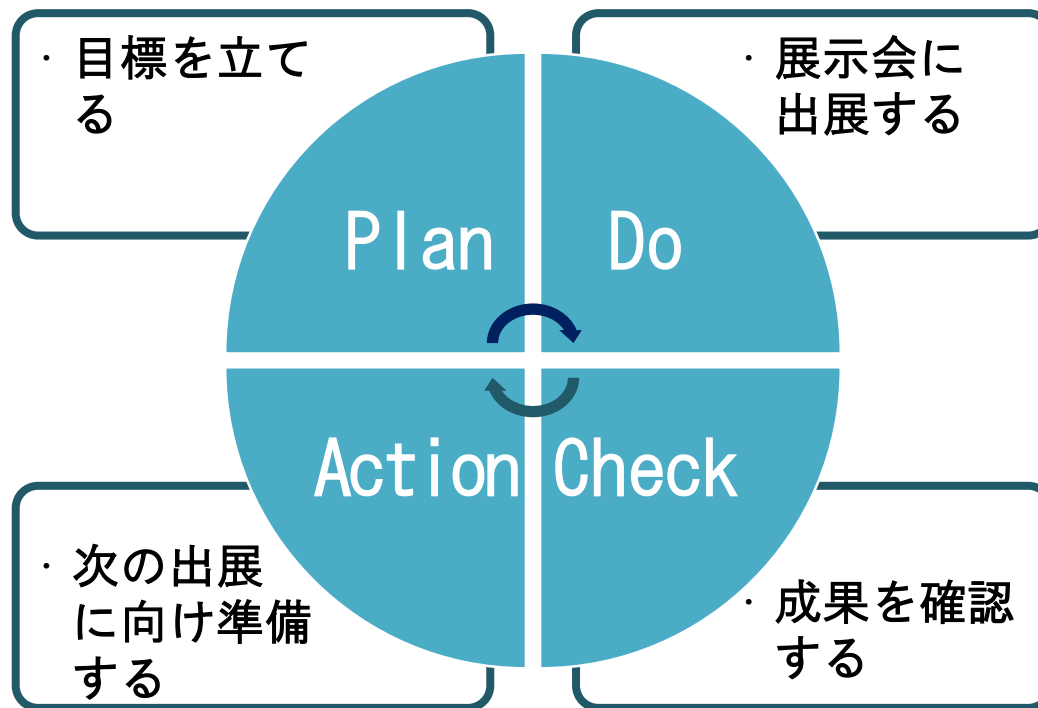 ・目標を立て
る
・展示会に
出展する
Plan
Do
Action
Check
・次の出展
に向け準備
する
・成果を確認
する